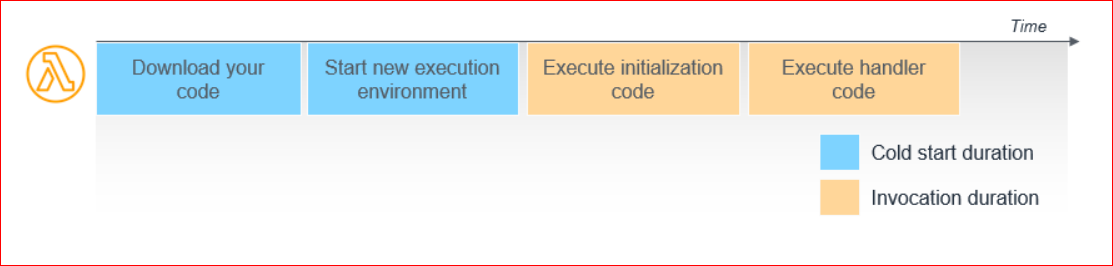 Time
Download your
code
Start new execution
environment
Execute initialization
code
Execute handler
code
Cold start duration
Invocation duration